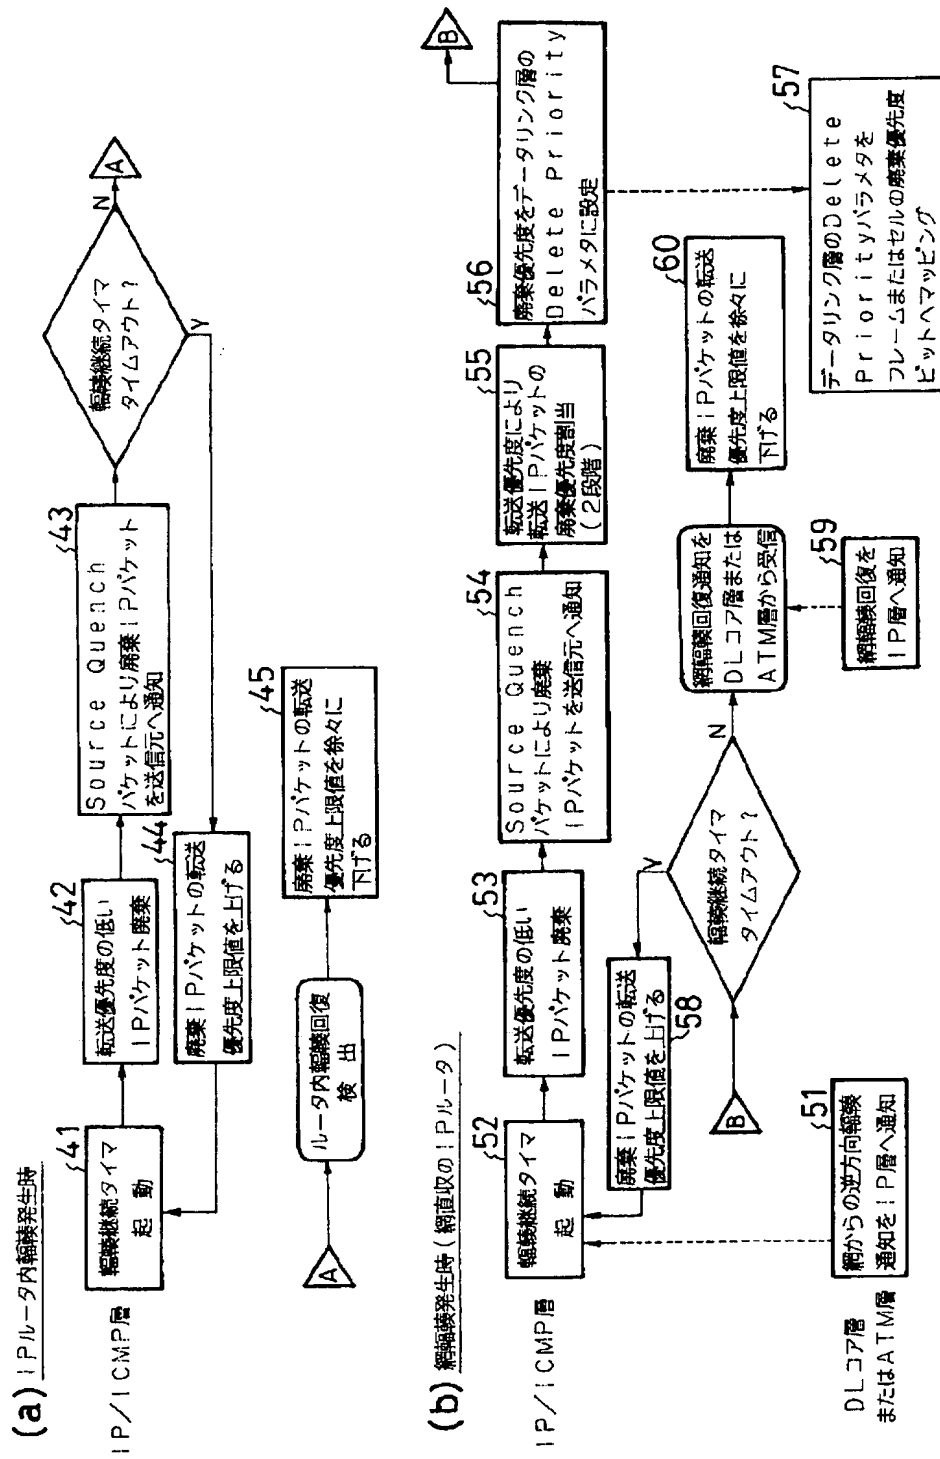 (a) IPルータ内輻輳発生時
IP/ICMP層
41
輻輳継続タイマ
起動
42
転送優先度の低い
IPパケット廃棄
43
Source Quench
パケットにより廃棄IPパケット
を送信元へ通知
輻輳継続タイマ
タイムアウト?
N
A
Y
44
廃棄IPパケットの転送
優先度上限値を上げる
A
ルータ内輻輳回復
検出
45
廃棄IPパケットの転送
優先度上限値を徐々に
下げる
(b) 網輻輳発生時(網直収のIPルータ)
IP/ICMP層
52
輻輳継続タイマ
起動
53
転送優先度の低い
IPパケット廃棄
54
Source Quench
パケットにより廃棄
IPパケットを送信元へ通知
55
転送優先度により
転送IPパケットの
廃棄優先度割当
(2段階)
56
廃棄優先度をデータリンク層の
Delete Priority
パラメタに設定
B
廃棄IPパケットの転送
優先度上限値を上げる
58
B
輻輳継続タイマ
タイムアウト?
Y
N
網輻輳回復通知を
DLコア層または
ATM層から受信
60
廃棄IPパケットの転送
優先度上限値を徐々に
下げる
57
データリンク層のDelete
Priorityパラメタを
フレームまたはセルの廃棄優先度
ビットへマッピング
DLコア層
またはATM層
51
網からの逆方向輻輳
通知をIP層へ通知
59
網輻輳回復を
IP層へ通知